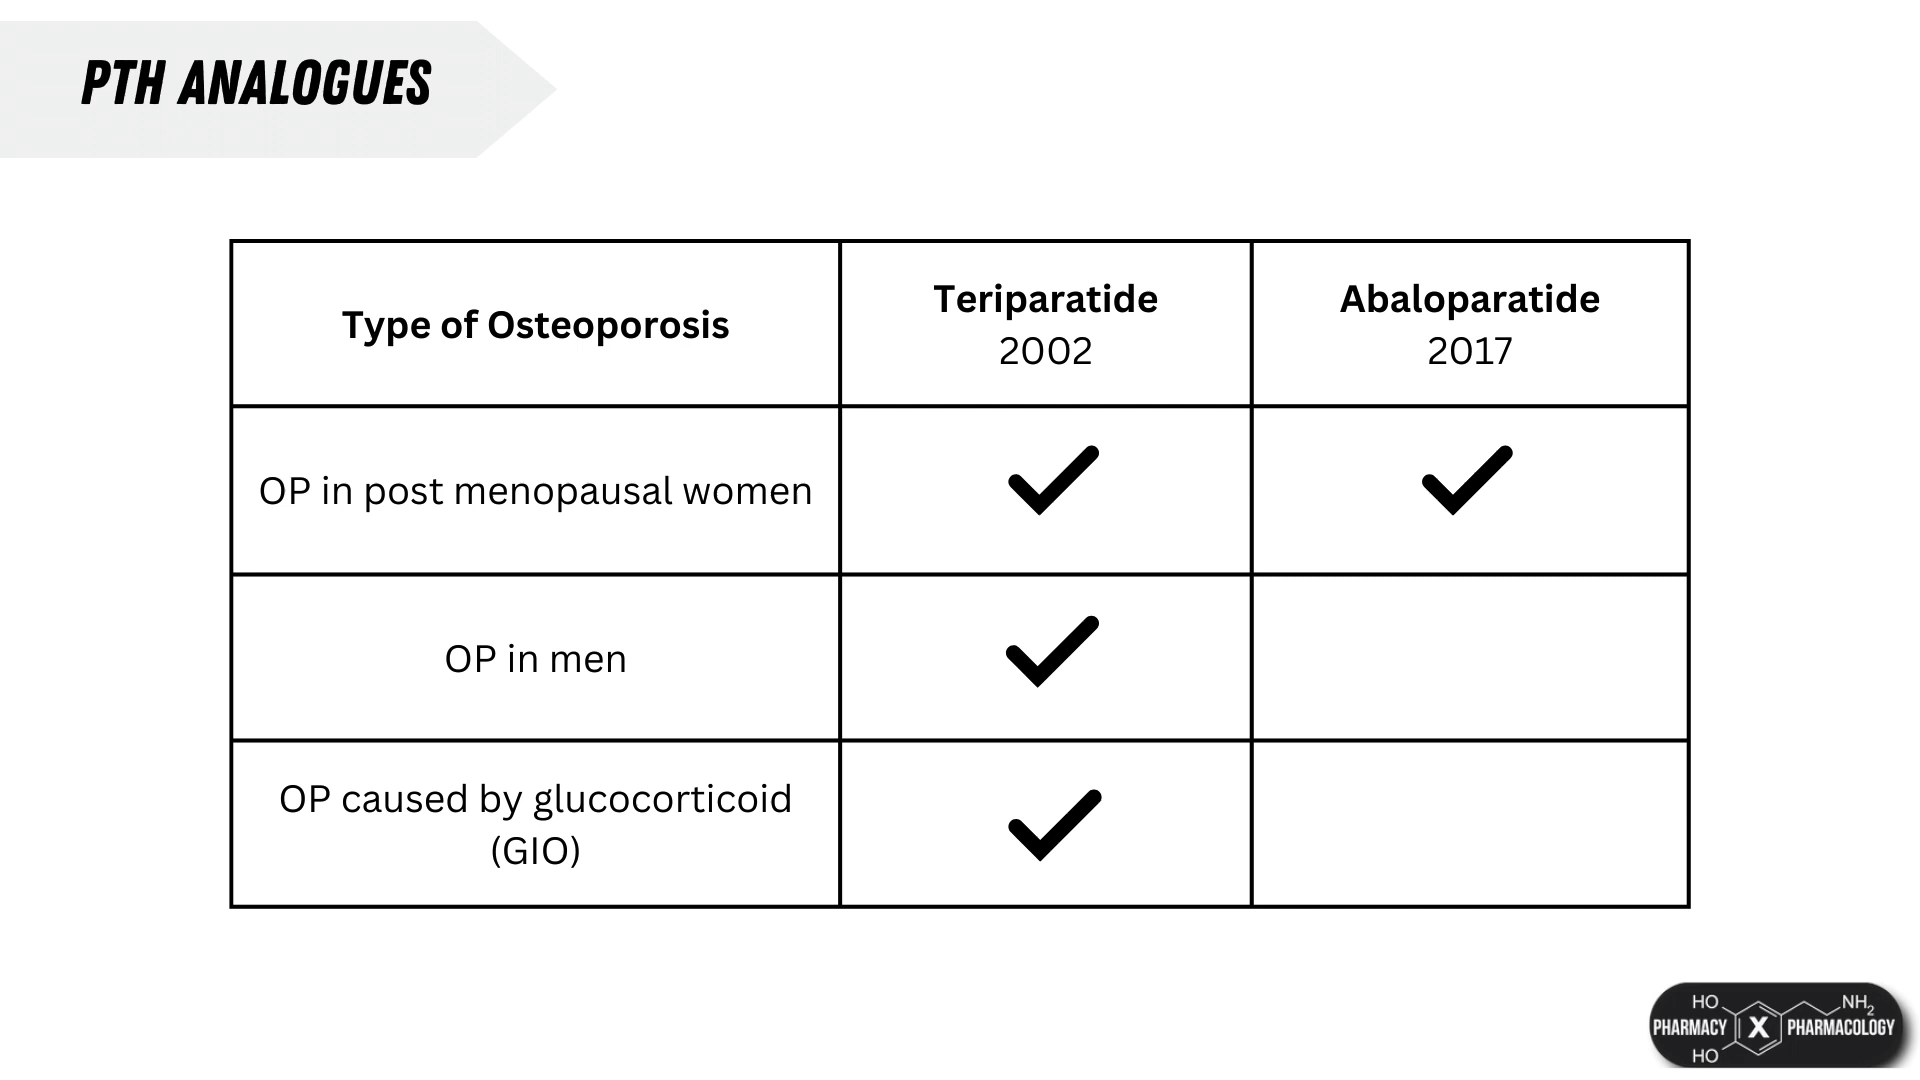 PTH ANALOGUES
Type of Osteoporosis
Teriparatide
2002
Abaloparatide
2017
OP in post menopausal women
OP in men
OP caused by glucocorticoid
(GIO)
HO
NH2
PHARMACY X PHARMACOLOGY
HO